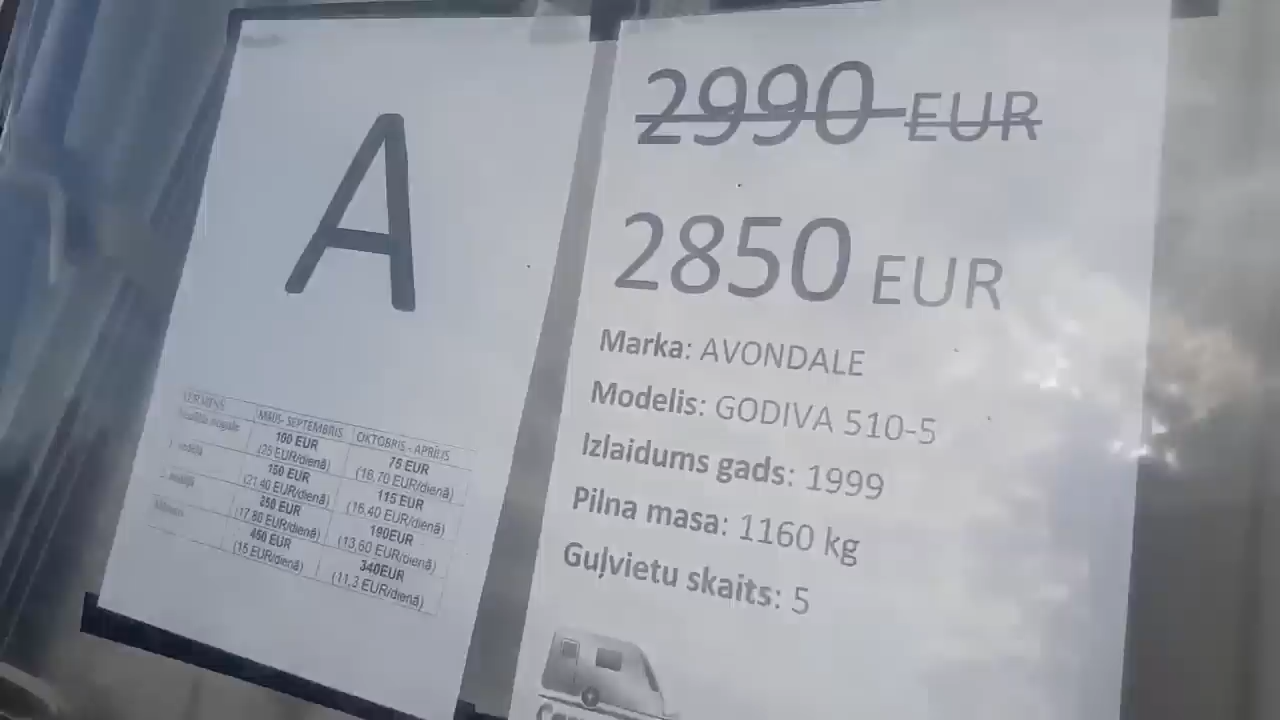 A
MAIJS- SEPTEMBRIS OKTOBRIS - APRĪLIS
100 EUR 75 EUR
(25 EUR/dienā) (18,70 EUR/dienā)
150 EUR 115 EUR
(21,40 EUR/dienā) (16,40 EUR/dienā)
190EUR
(17,80 EUR/dienā) (13,60 EUR/dienā)
450 EUR 340EUR
(15 EUR/dienā) (11,3 EUR/dienā)
2990 EUR
2850 EUR
Marka: AVONDALE
Modelis: GODIVA 510-5
Izlaidums gads: 1999
Pilna masa: 1160 kg
Guļvietu skaits: 5